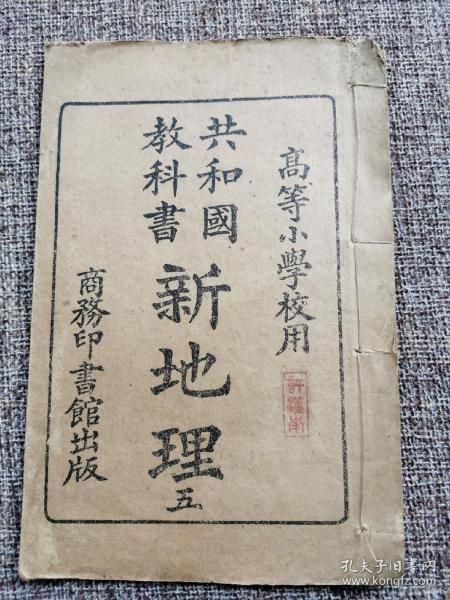 高等小學校用
共和國
教科書
新地理
五
商務印書館出版
孔夫子旧书网
www.kongfz.com